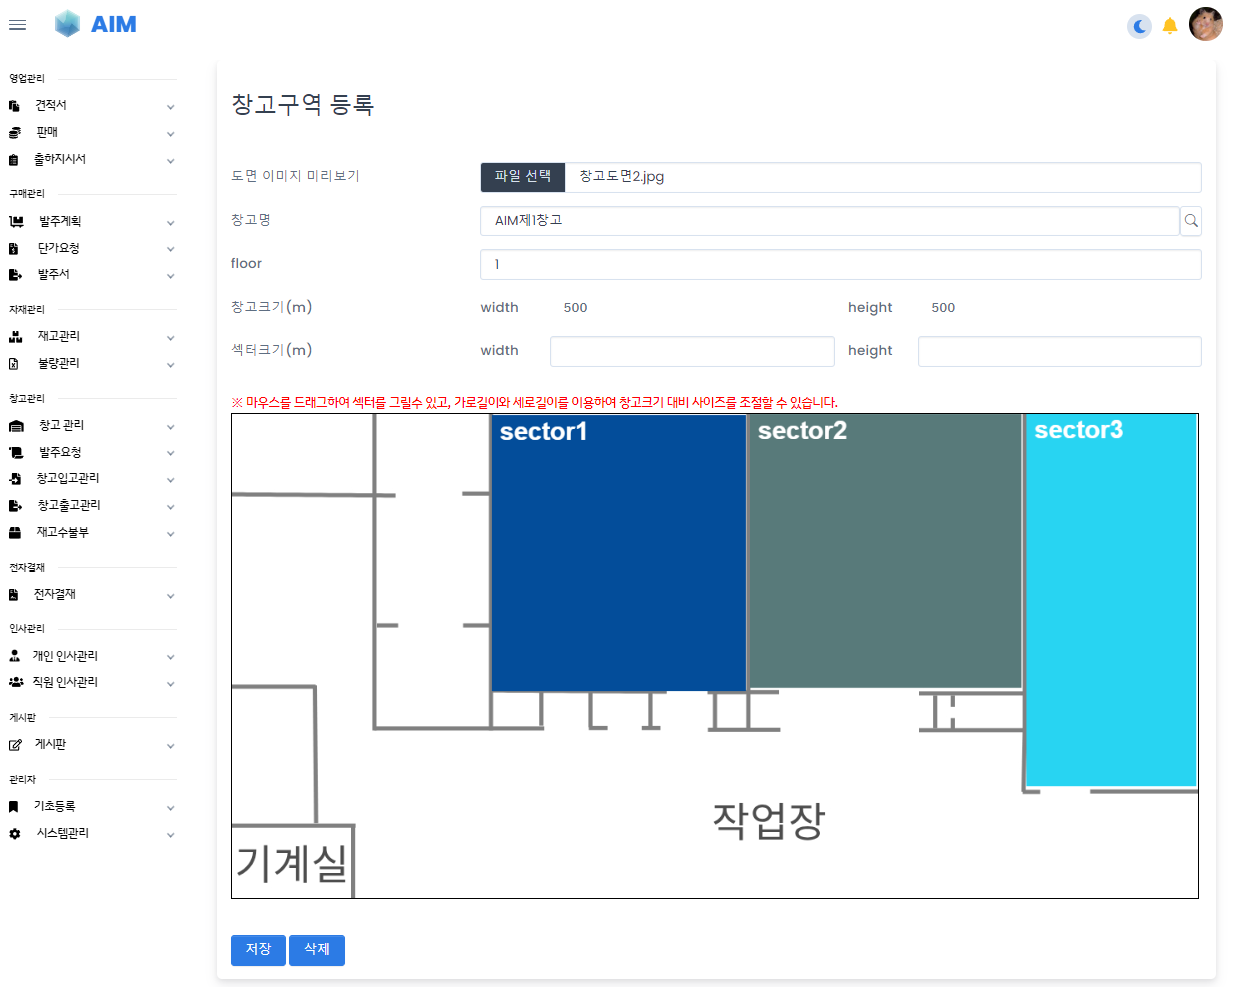 AIM
영업관리
견적서
판매
출하지시서
구매관리
발주계획
단가요청
발주서
자재관리
재고관리
불량관리
창고관리
창고 관리
발주요청
창고입고관리
창고출고관리
재고수불부
전자결재
전자결재
인사관리
개인 인사관리
직원 인사관리
게시판
게시판
관리자
기초등록
시스템관리
창고구역 등록
도면 이미지 미리보기 파일 선택 창고도면2.jpg
창고명 AIM제1창고
floor 1
창고크기(m) width 500 height 500
섹터크기(m) width height
※ 마우스를 드래그하여 섹터를 그릴수 있고, 가로길이와 세로길이를 이용하여 창고크기 대비 사이즈를 조절할 수 있습니다.
sector1 sector2 sector3
작업장
기계실
저장 삭제